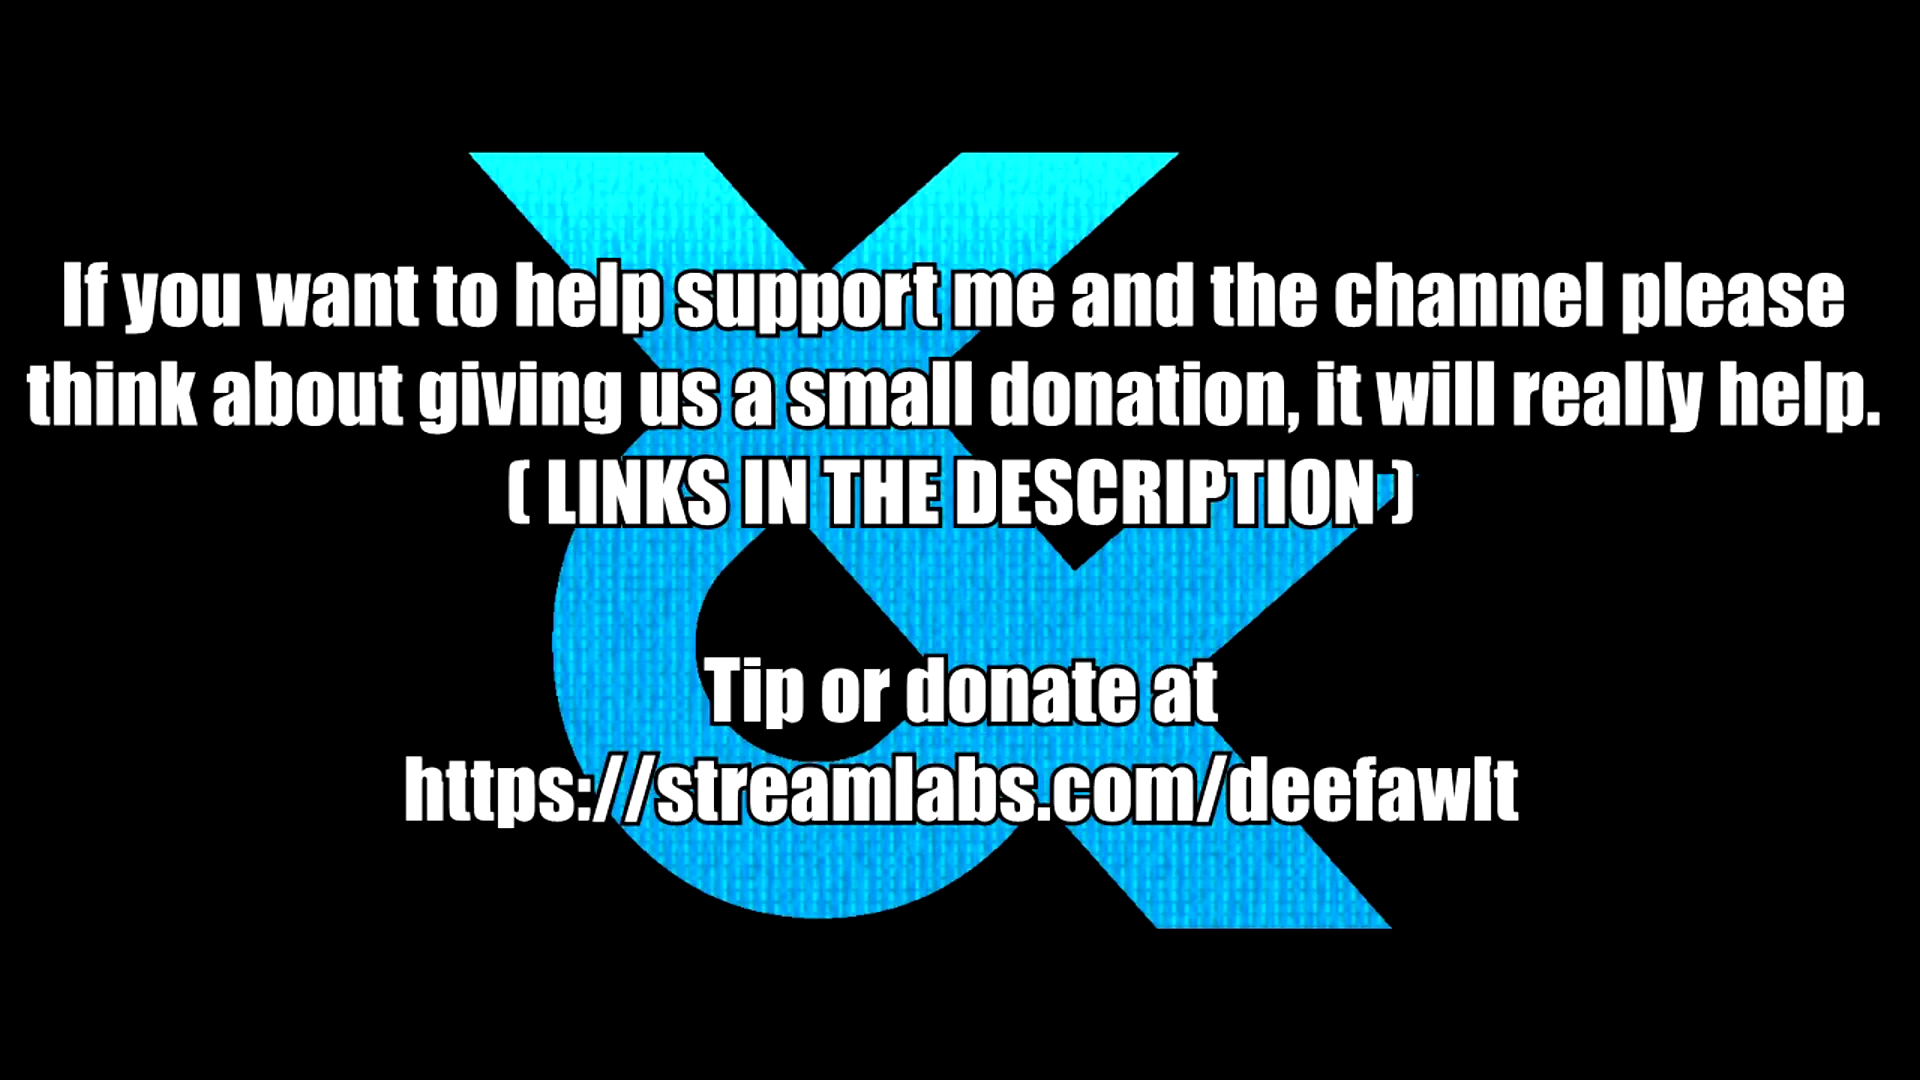 If you want to help support me and the channel please
think about giving us a small donation, it will really help.
( LINKS IN THE DESCRIPTION )
Tip or donate at
https://streamlabs.com/deefawlt